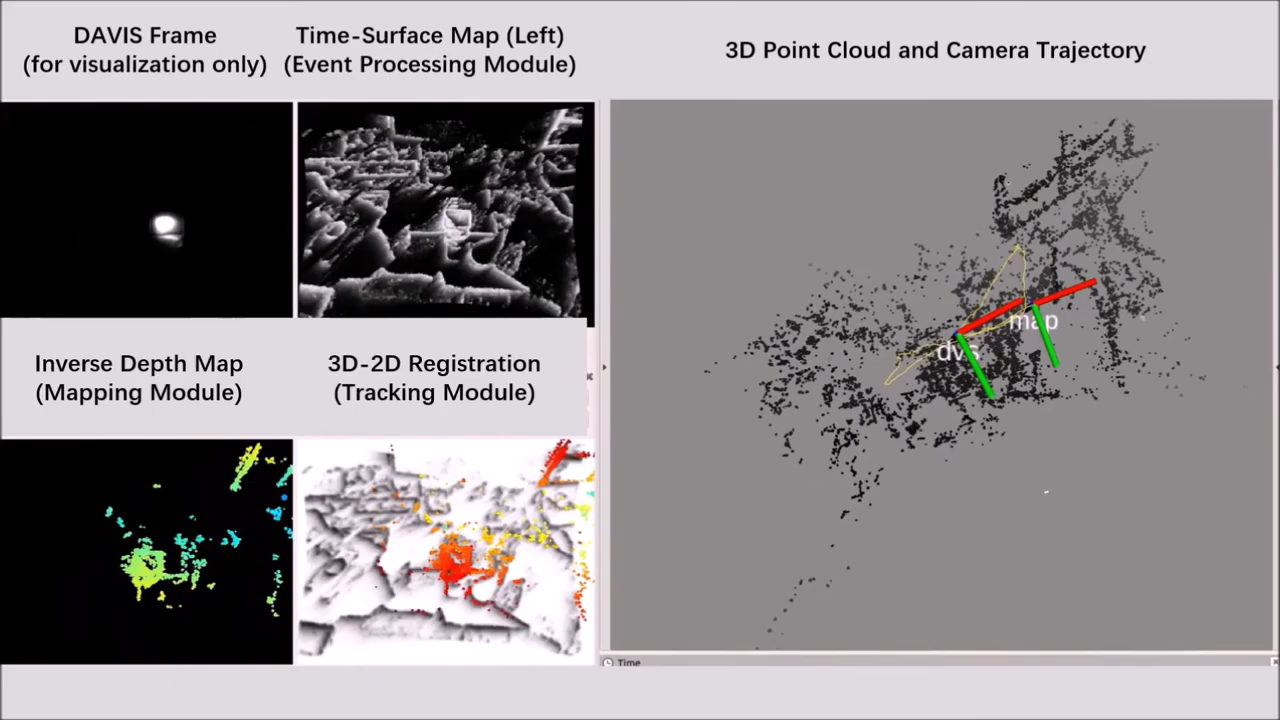 DAVIS Frame
(for visualization only)
Time-Surface Map (Left)
(Event Processing Module)
3D Point Cloud and Camera Trajectory
map
dvs
Inverse Depth Map
(Mapping Module)
3D-2D Registration
(Tracking Module)
Time